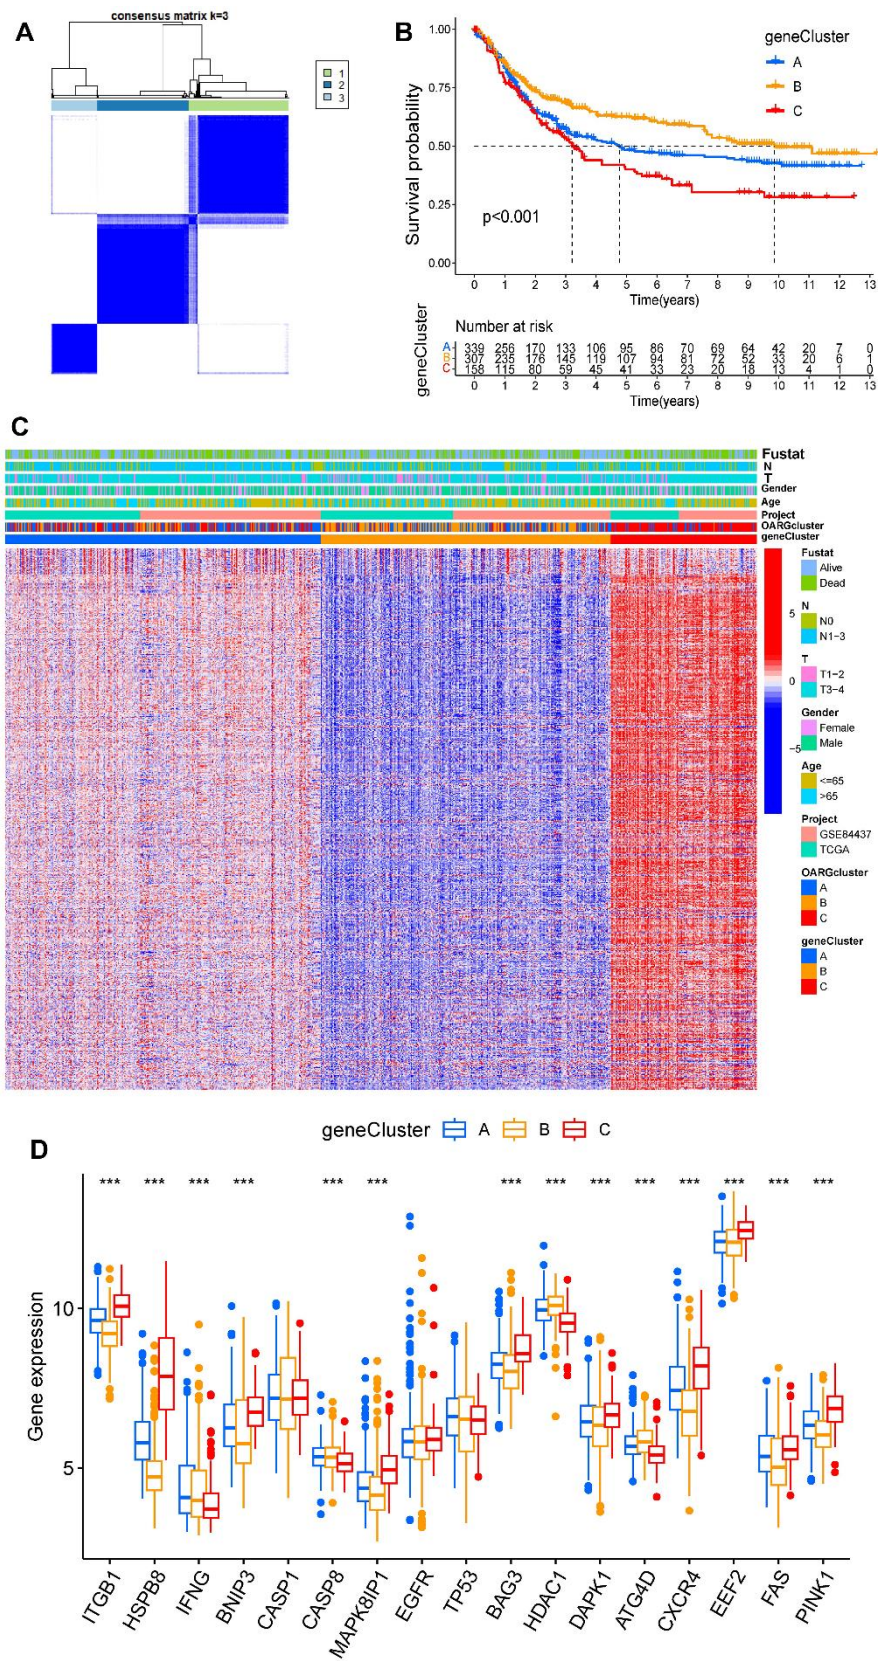 A
consensus matrix k=3
1
2
3
B
geneCluster
A
B
C
Survival probability
1.00
0.75
0.50
0.25
0.00
p<0.001
0 1 2 3 4 5 6 7 8 9 10 11 12 13
Time(years)
geneCluster
Number at risk
A 339 256 170 133 106 95 86 70 69 64 42 20 7 0
B 307 235 176 145 119 107 94 81 72 52 33 20 6 1
C 158 115 80 59 45 41 33 23 20 18 13 4 1 0
0 1 2 3 4 5 6 7 8 9 10 11 12 13
Time(years)
C
Fustat
N
T
Gender
Age
Project
OARGcluster
geneCluster
5
0
−5
Fustat
Alive
Dead
N
N0
N1−3
T
T1−2
T3−4
Gender
Female
Male
Age
<=65
>65
Project
GSE84437
TCGA
OARGcluster
A
B
C
geneCluster
A
B
C
D
geneCluster A B C
*** *** *** *** *** *** *** *** *** *** *** *** *** ***
Gene expression
10
5
ITGB1
HSPB8
IFNG
BNIP3
CASP1
CASP8
MAPK8IP1
EGFR
TP53
BAG3
HDAC1
DAPK1
ATG4D
CXCR4
EEF2
FAS
PINK1